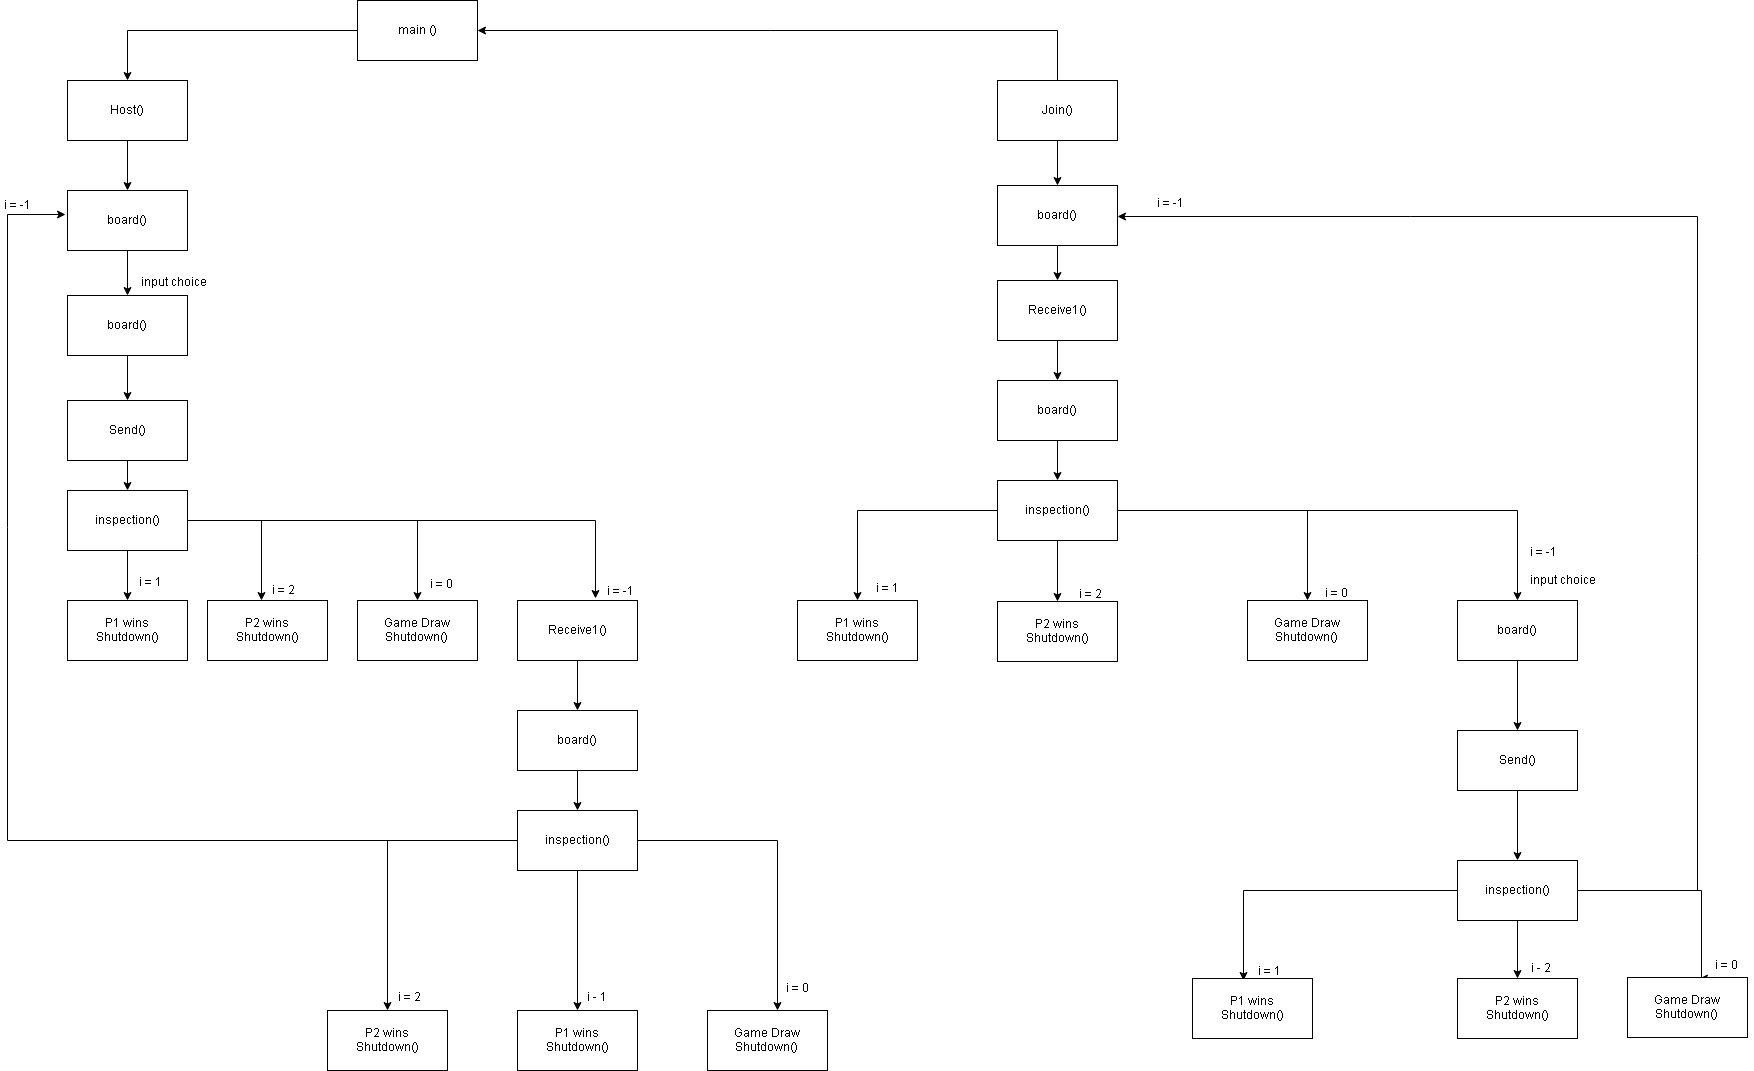 main ()
Host()
Join()
i = -1
board()
board()
i = -1
input choice
board()
Receive1()
Send()
board()
inspection()
inspection()
i = 1
i = 2
i = 0
i = -1
i = 1
i = 2
i = 0
i = -1
input choice
P1 wins
Shutdown()
P2 wins
Shutdown()
Game Draw
Shutdown()
Receive1()
P1 wins
Shutdown()
P2 wins
Shutdown()
Game Draw
Shutdown()
board()
board()
Send()
inspection()
inspection()
i = 2
i - 1
i = 0
i = 1
i - 2
i = 0
P2 wins
Shutdown()
P1 wins
Shutdown()
Game Draw
Shutdown()
P1 wins
Shutdown()
P2 wins
Shutdown()
Game Draw
Shutdown()